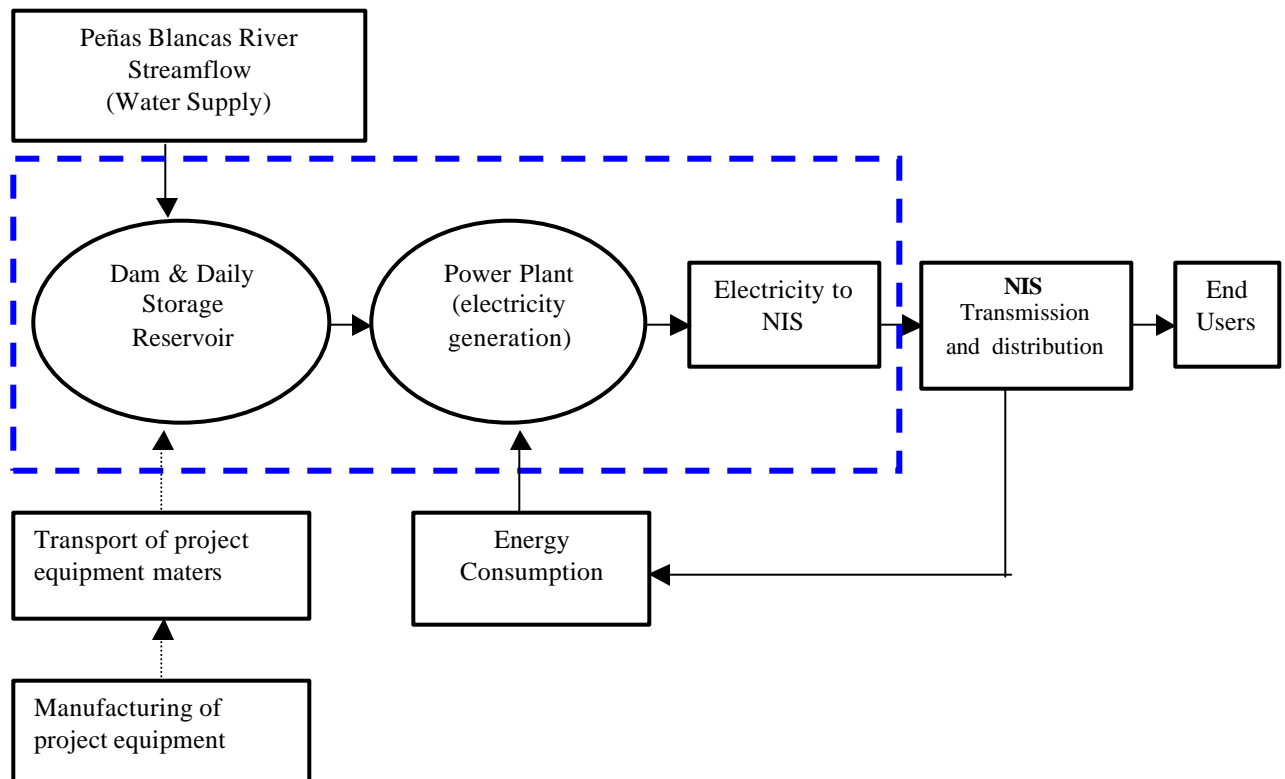 Peñas Blancas River
Streamflow
(Water Supply)
Dam & Daily
Storage
Reservoir
Power Plant
(electricity
generation)
Electricity to
NIS
NIS
Transmission
and distribution
End
Users
Transport of project
equipment maters
Energy
Consumption
Manufacturing of
project equipment